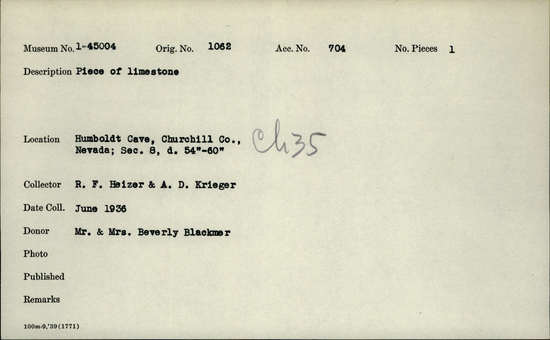 Museum No. 1-45004 Orig. No. 1062 Acc. No. 704 No. Pieces 1
Description Piece of limestone
Location Humboldt Cave, Churchill Co.,
Nevada; Sec. 8, d. 54"-60"
Ch35
Collector R. F. Heizer & A. D. Krieger
Date Coll. June 1936
Donor Mr. & Mrs. Beverly Blackmer
Photo
Published
Remarks
100m-9,'39(1771)